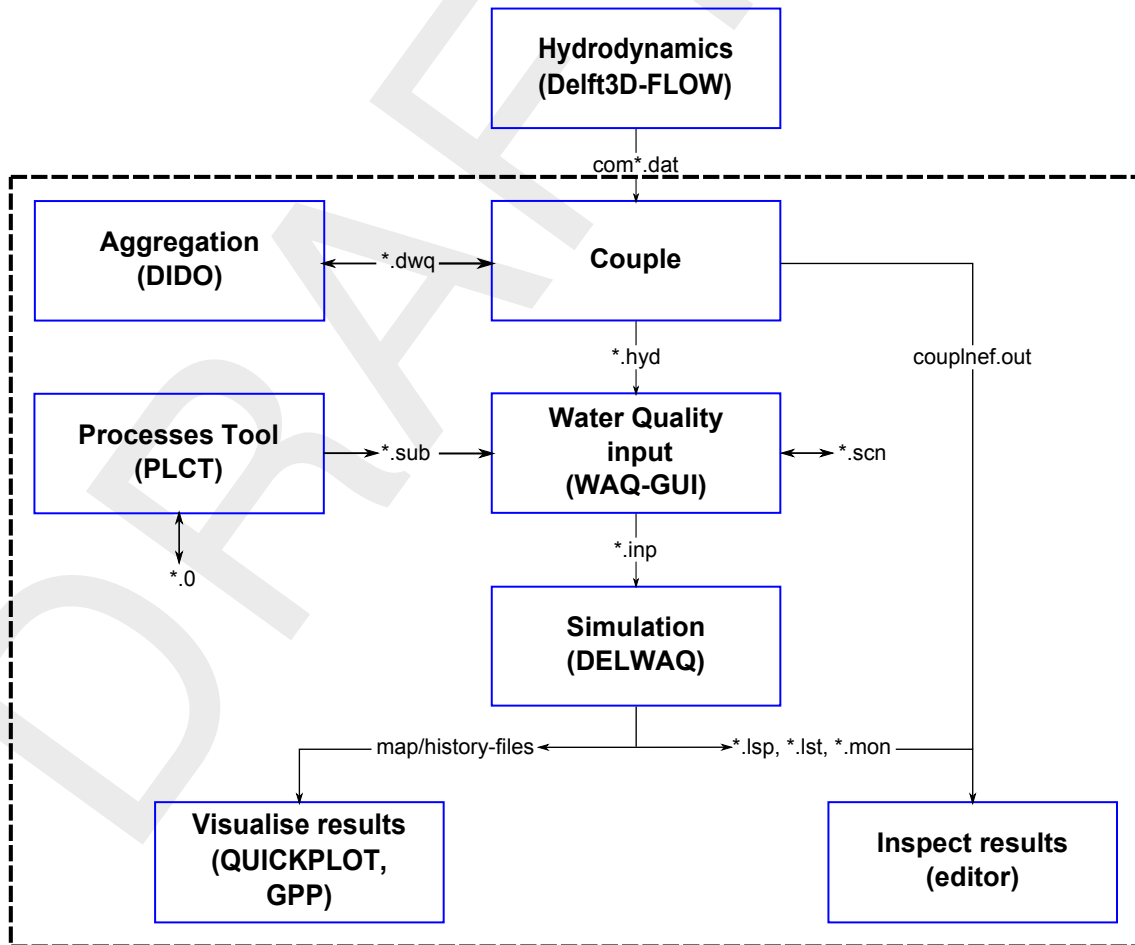 Hydrodynamics
(Delft3D-FLOW)
com*.dat
Aggregation
(DIDO)
*.dwq
Couple
*.hyd
couplnef.out
Processes Tool
(PLCT)
*.sub
Water Quality
input
(WAQ-GUI)
*.scn
*.0
*.inp
Simulation
(DELWAQ)
map/history-files
*.lsp, *.lst, *.mon
Visualise results
(QUICKPLOT,
GPP)
Inspect results
(editor)
DRAF